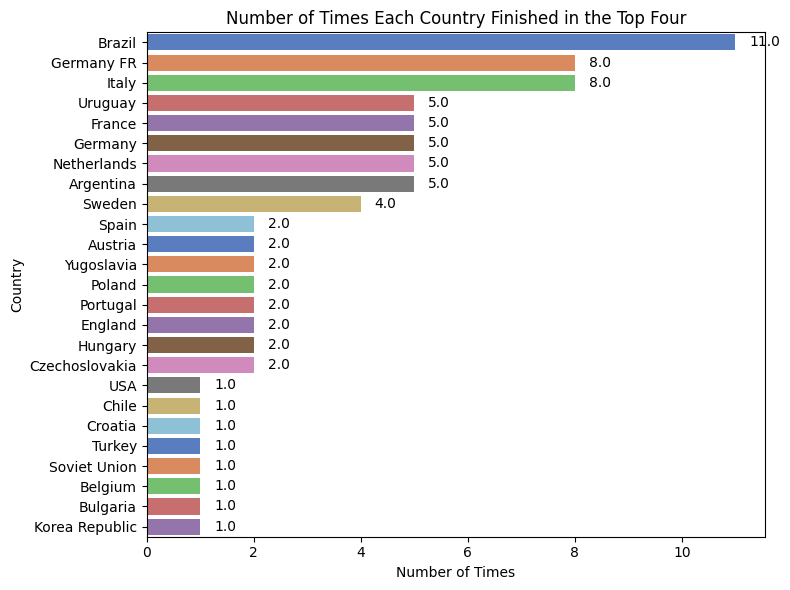 Number of Times Each Country Finished in the Top Four
Brazil 11.0
Germany FR 8.0
Italy 8.0
Uruguay 5.0
France 5.0
Germany 5.0
Netherlands 5.0
Argentina 5.0
Sweden 4.0
Spain 2.0
Austria 2.0
Yugoslavia 2.0
Poland 2.0
Portugal 2.0
England 2.0
Hungary 2.0
Czechoslovakia 2.0
USA 1.0
Chile 1.0
Croatia 1.0
Turkey 1.0
Soviet Union 1.0
Belgium 1.0
Bulgaria 1.0
Korea Republic 1.0
Country
0 2 4 6 8 10
Number of Times